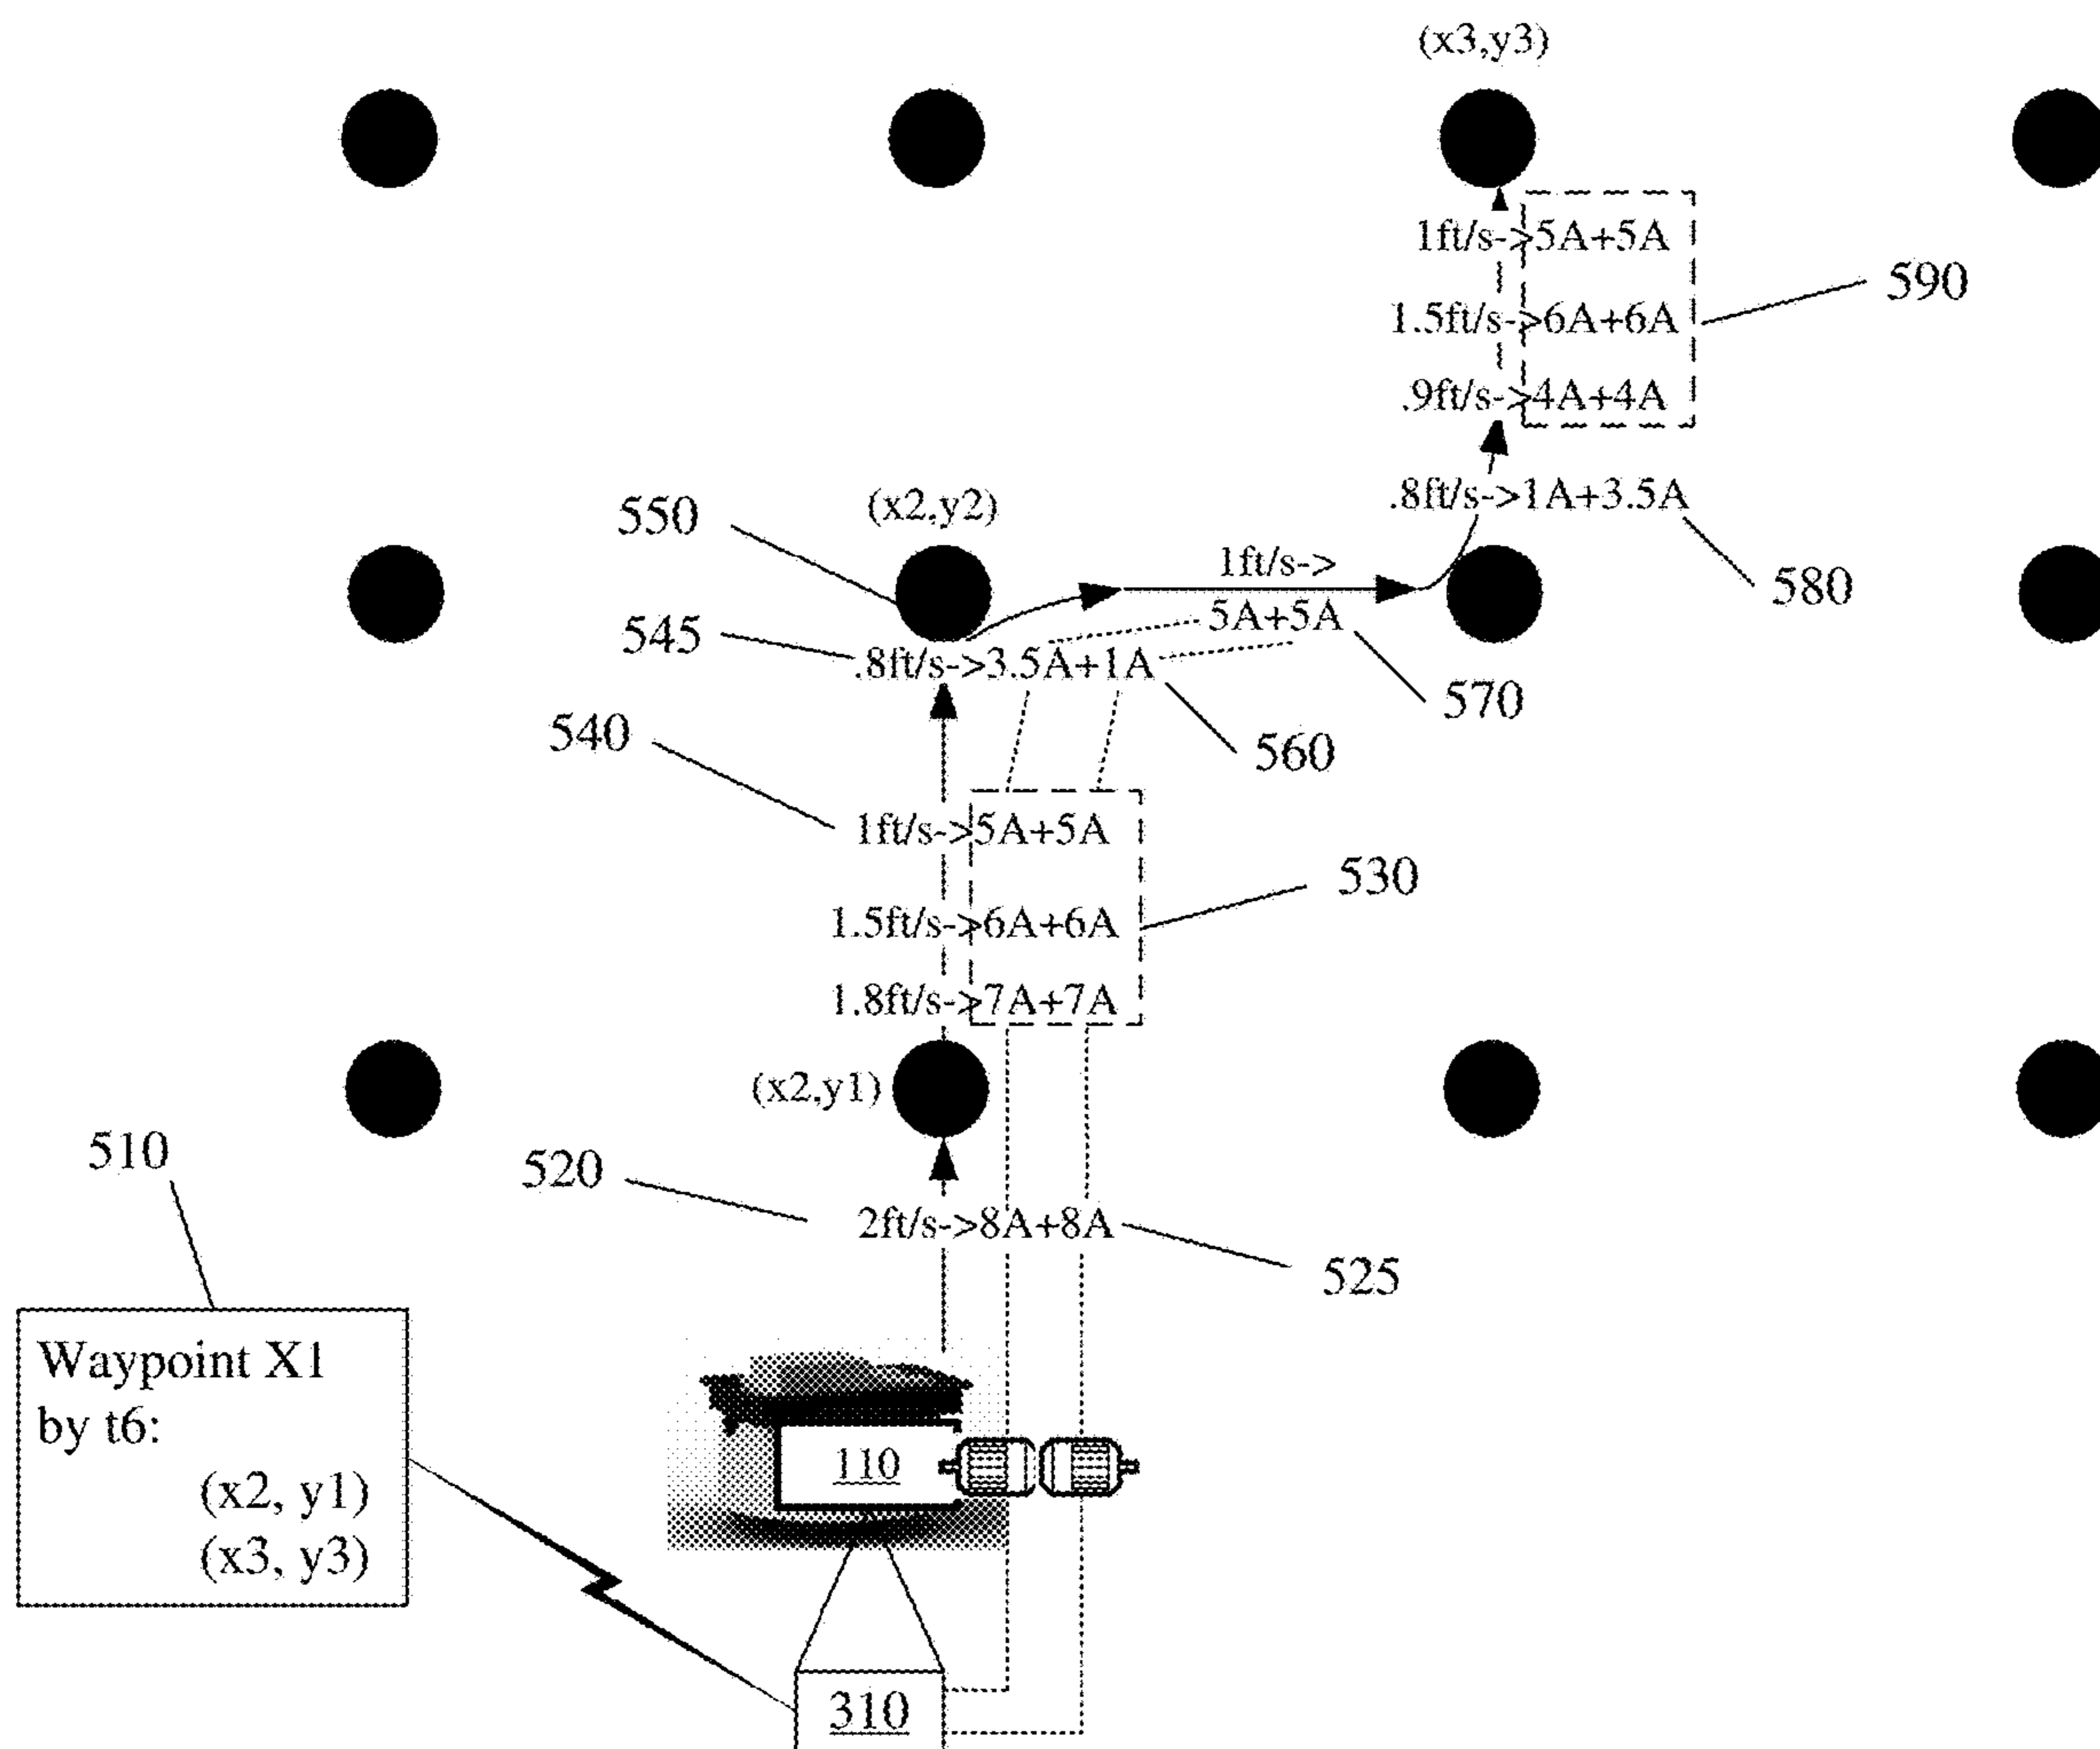 (x3,y3)
1ft/s->5A+5A
590
1.5ft/s->6A+6A
.9ft/s->4A+4A
550
(x2,y2)
.8ft/s->1A+3.5A
1ft/s->
580
5A+5A
545
.8ft/s->3.5A+1A
570
540
560
1ft/s->5A+5A
530
1.5ft/s->6A+6A
1.8ft/s->7A+7A
(x2,y1)
510
520
2ft/s->8A+8A
525
Waypoint X1
by t6:
(x2, y1)
(x3, y3)
110
310